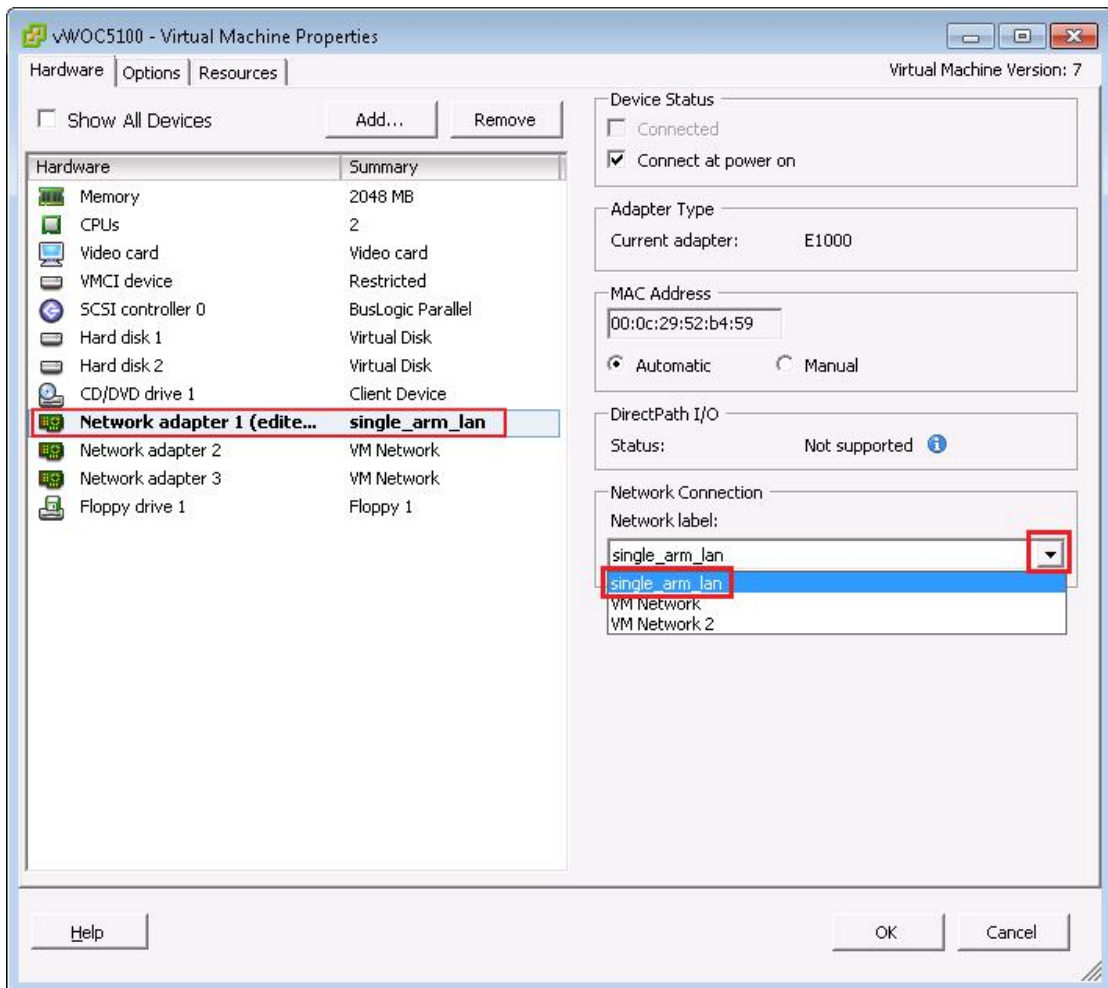 vWOC5100 - Virtual Machine Properties
Hardware Options Resources Virtual Machine Version: 7
Show All Devices Add... Remove
Hardware Summary
Memory 2048 MB
CPUs 2
Video card Video card
VMCI device Restricted
SCSI controller 0 BusLogic Parallel
Hard disk 1 Virtual Disk
Hard disk 2 Virtual Disk
CD/DVD drive 1 Client Device
Network adapter 1 (edite... single_arm_lan
Network adapter 2 VM Network
Network adapter 3 VM Network
Floppy drive 1 Floppy 1
Device Status
Connected
Connect at power on
Adapter Type
Current adapter: E1000
MAC Address
00:0c:29:52:b4:59
Automatic Manual
DirectPath I/O
Status: Not supported
Network Connection
Network label:
single_arm_lan
single_arm_lan
VM Network
VM Network 2
Help OK Cancel